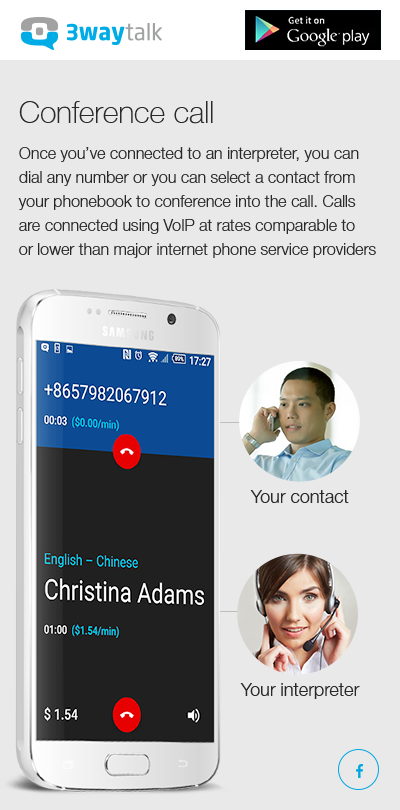 3waytalk
Get it on
Google play
Conference call
Once you’ve connected to an interpreter, you can
dial any number or you can select a contact from
your phonebook to conference into the call. Calls
are connected using VoIP at rates comparable to
or lower than major internet phone service providers
SAMSUNG
80% 17:27
+8657982067912
00:03 ($0.00/min)
Your contact
English – Chinese
Christina Adams
01:00 ($1.54/min)
Your interpreter
$ 1.54
f